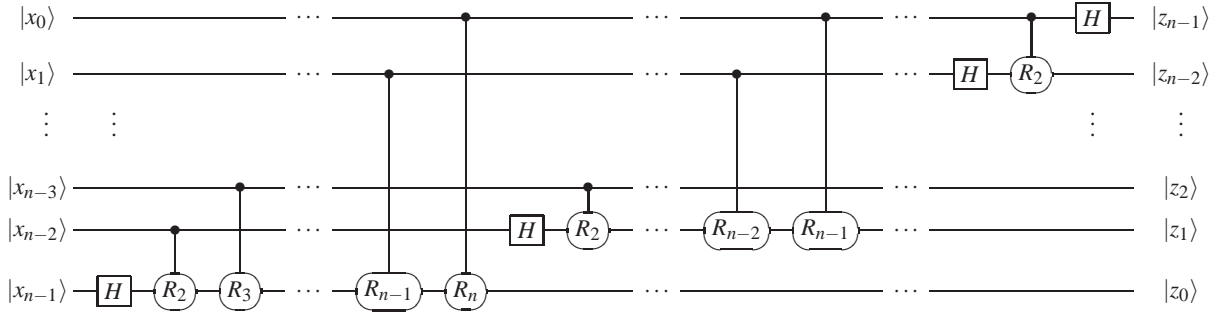 |x₀⟩ ··· ··· ··· H |zₙ₋₁⟩
|x₁⟩ ··· ··· ··· H R₂ |zₙ₋₂⟩
⋮ ⋮ ⋮ ⋮
|xₙ₋₃⟩ ··· ··· ··· |z₂⟩
|xₙ₋₂⟩ ··· H R₂ ··· Rₙ₋₂ Rₙ₋₁ ··· |z₁⟩
|xₙ₋₁⟩ H R₂ R₃ ··· Rₙ₋₁ Rₙ ··· ··· |z₀⟩